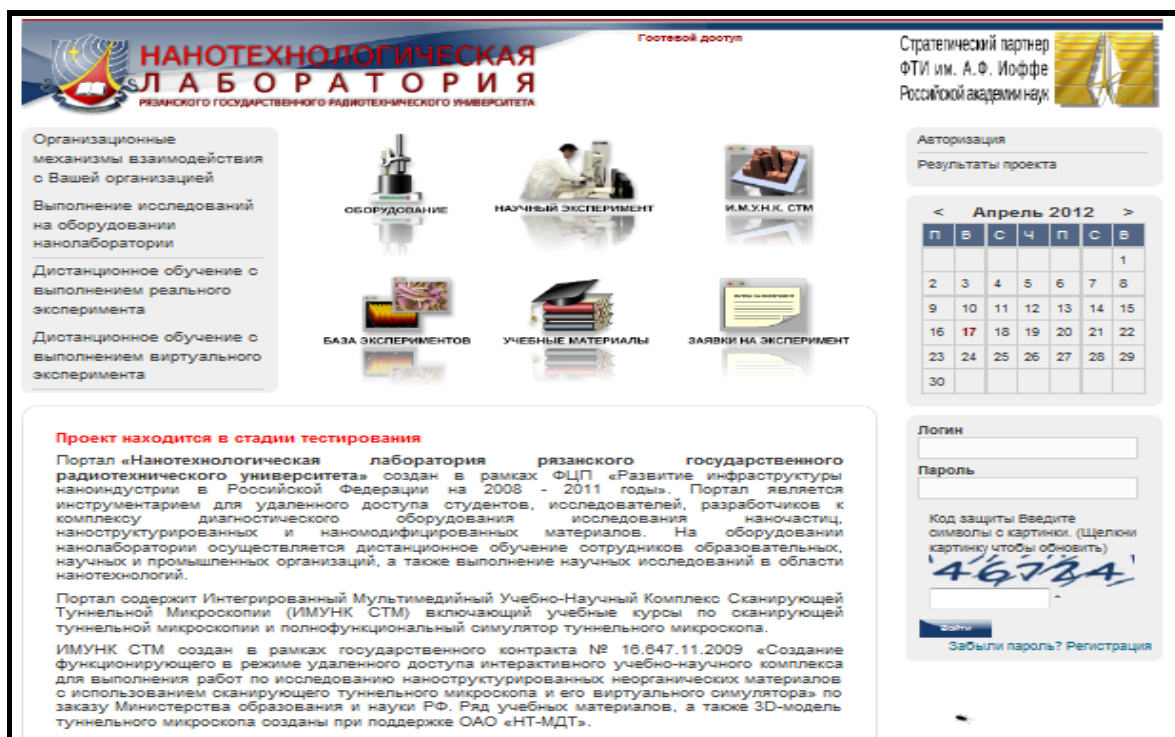 Гостевой доступ
НАНОТЕХНОЛОГИЧЕСКАЯ
ЛАБОРАТОРИЯ
РЯЗАНСКОГО ГОСУДАРСТВЕННОГО РАДИОТЕХНИЧЕСКОГО УНИВЕРСИТЕТА
Стратегический партнер
ФТИ им. А.Ф. Иоффе
Российской академии наук
Организационные
механизмы взаимодействия
с Вашей организацией
Выполнение исследований
на оборудовании
нанолаборатории
Дистанционное обучение с
выполнением реального
эксперимента
Дистанционное обучение с
выполнением виртуального
эксперимента
ОБОРУДОВАНИЕ
НАУЧНЫЙ ЭКСПЕРИМЕНТ
И.М.У.Н.К. СТМ
БАЗА ЭКСПЕРИМЕНТОВ
УЧЕБНЫЕ МАТЕРИАЛЫ
ЗАЯВКИ НА ЭКСПЕРИМЕНТ
Авторизация
Результаты проекта
< Апрель 2012 >
П В С Ч П С В
1
2 3 4 5 6 7 8
9 10 11 12 13 14 15
16 17 18 19 20 21 22
23 24 25 26 27 28 29
30
Проект находится в стадии тестирования
Портал «Нанотехнологическая лаборатория рязанского государственного
радиотехнического университета» создан в рамках ФЦП «Развитие инфраструктуры
наноиндустрии в Российской Федерации на 2008 - 2011 годы». Портал является
инструментарием для удаленного доступа студентов, исследователей, разработчиков к
комплексу диагностического оборудования исследования наночастиц,
наноструктурированных и наномодифицированных материалов. На оборудовании
нанолаборатории осуществляется дистанционное обучение сотрудников образовательных,
научных и промышленных организаций, а также выполнение научных исследований в области
нанотехнологий.
Портал содержит Интегрированный Мультимедийный Учебно-Научный Комплекс Сканирующей
Туннельной Микроскопии (ИМУНК СТМ) включающий учебные курсы по сканирующей
туннельной микроскопии и полнофункциональный симулятор туннельного микроскопа.
ИМУНК СТМ создан в рамках государственного контракта № 16.647.11.2009 «Создание
функционирующего в режиме удаленного доступа интерактивного учебно-научного комплекса
для выполнения работ по исследованию наноструктурированных неорганических материалов
с использованием сканирующего туннельного микроскопа и его виртуального симулятора» по
заказу Министерства образования и науки РФ. Ряд учебных материалов, а также 3D-модель
туннельного микроскопа созданы при поддержке ОАО «НТ-МДТ».
Логин
Пароль
Код защиты Введите
символы с картинки. (Щелкни
картинку чтобы обновить)
46724
*
Войти
Забыли пароль? Регистрация